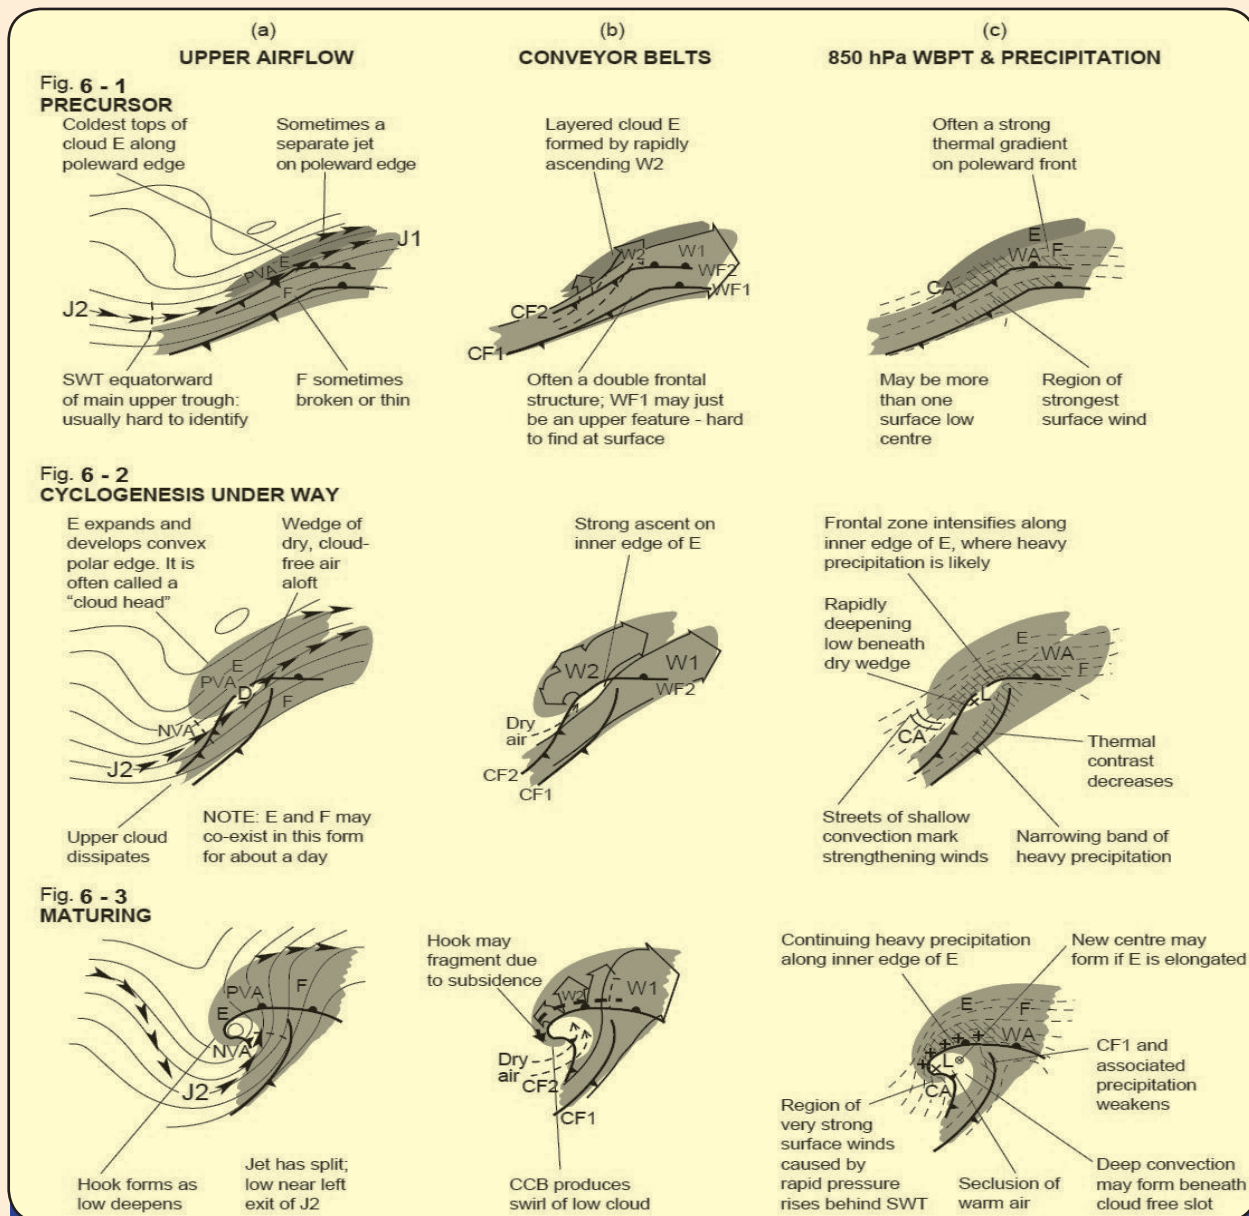 (a)
UPPER AIRFLOW
(b)
CONVEYOR BELTS
(c)
850 hPa WBPT & PRECIPITATION
Fig. 6 - 1
PRECURSOR
Coldest tops of
cloud E along
poleward edge
Sometimes a
separate jet
on poleward edge
J1
E
PVA
F
J2
SWT equatorward
of main upper trough:
usually hard to identify
F sometimes
broken or thin
Layered cloud E
formed by rapidly
ascending W2
W2
W1
WF2
WF1
CF2
CF1
Often a double frontal
structure; WF1 may just
be an upper feature - hard
to find at surface
Often a strong
thermal gradient
on poleward front
E
F
WA
CA
May be more
than one
surface low
centre
Region of
strongest
surface wind
Fig. 6 - 2
CYCLOGENESIS UNDER WAY
E expands and
develops convex
polar edge. It is
often called a
“cloud head”
Wedge of
dry, cloud-
free air
aloft
E
PVA
D
F
NVA
J2
Upper cloud
dissipates
NOTE: E and F may
co-exist in this form
for about a day
Strong ascent on
inner edge of E
W2
W1
WF2
Dry
air
CF2
CF1
Frontal zone intensifies along
inner edge of E, where heavy
precipitation is likely
Rapidly
deepening
low beneath
dry wedge
E
WA
F
L
CA
Thermal
contrast
decreases
Streets of shallow
convection mark
strengthening winds
Narrowing band of
heavy precipitation
Fig. 6 - 3
MATURING
PVA
F
E
NVA
J2
Hook forms as
low deepens
Jet has split;
low near left
exit of J2
Hook may
fragment due
to subsidence
W2
W1
Dry
air
CF2
CF1
CCB produces
swirl of low cloud
Continuing heavy precipitation
along inner edge of E
New centre may
form if E is elongated
E
F
WA
L
CA
CF1 and
associated
precipitation
weakens
Region of
very strong
surface winds
caused by
rapid pressure
rises behind SWT
Seclusion of
warm air
Deep convection
may form beneath
cloud free slot